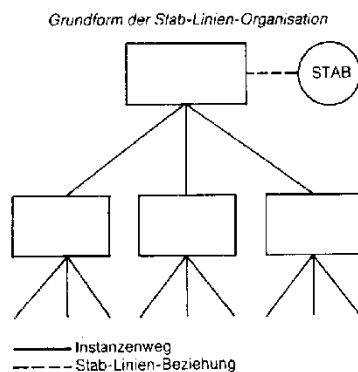 Grundform der Stab-Linien-Organisation
STAB
Instanzenweg
Stab-Linien-Beziehung